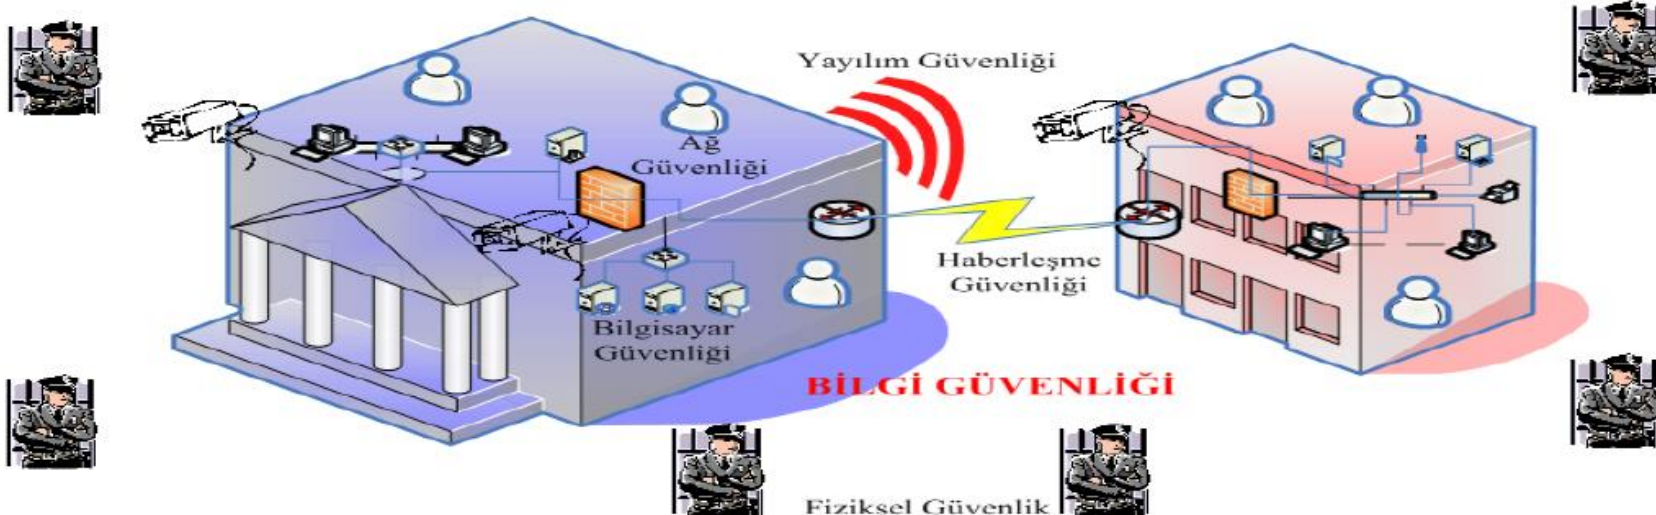 Yayılım Güvenliği
Ağ
Güvenliği
Haberleşme
Güvenliği
Bilgisayar
Güvenliği
BİLGİ GÜVENLİĞİ
Fiziksel Güvenlik